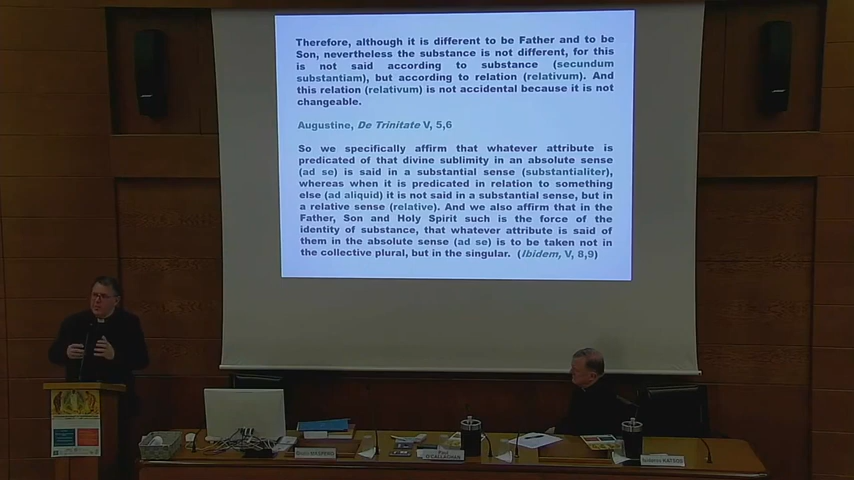 Therefore, although it is different to be Father and to be
Son, nevertheless the substance is not different, for this
is not said according to substance (secundum
substantiam), but according to relation (relativum). And
this relation (relativum) is not accidental because it is not
changeable.
Augustine, De Trinitate V, 5,6
So we specifically affirm that whatever attribute is
predicated of that divine sublimity in an absolute sense
(ad se) is said in a substantial sense (substantialiter),
whereas when it is predicated in relation to something
else (ad aliquid) it is not said in a substantial sense, but in
a relative sense (relative). And we also affirm that in the
Father, Son and Holy Spirit such is the force of the
identity of substance, that whatever attribute is said of
them in the absolute sense (ad se) is to be taken not in
the collective plural, but in the singular. (Ibidem, V, 8,9)
Paul
O'CALLAGHAN